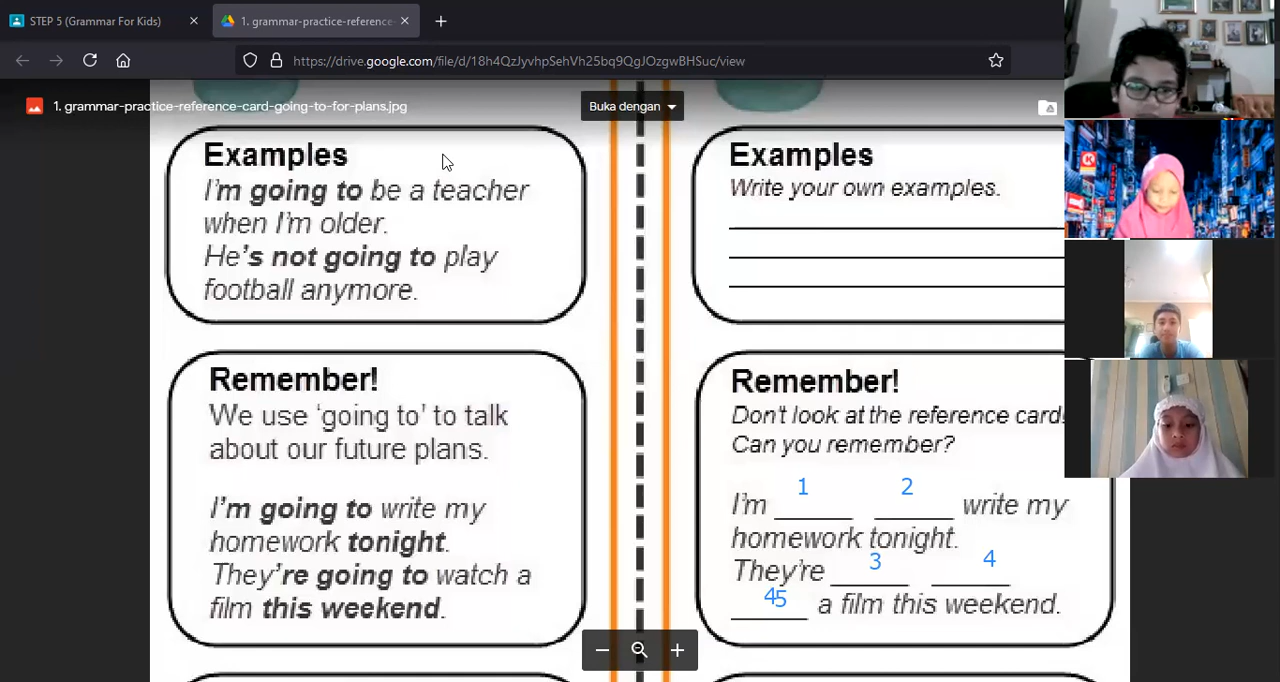 STEP 5 (Grammar For Kids)
1. grammar-practice-reference-
https://drive.google.com/file/d/18h4QzJyvhpSehVh25bq9QgJOzgwBHSuc/view
1. grammar-practice-reference-card-going-to-for-plans.jpg
Buka dengan
Examples
I'm going to be a teacher
when I'm older.
He's not going to play
football anymore.
Remember!
We use 'going to' to talk
about our future plans.
I'm going to write my
homework tonight.
They're going to watch a
film this weekend.
Examples
Write your own examples.
Remember!
Don't look at the reference card!
Can you remember?
1 2
I'm ______ ______ write my
homework tonight.
3 4
They're ______ ______
45
______ a film this weekend.